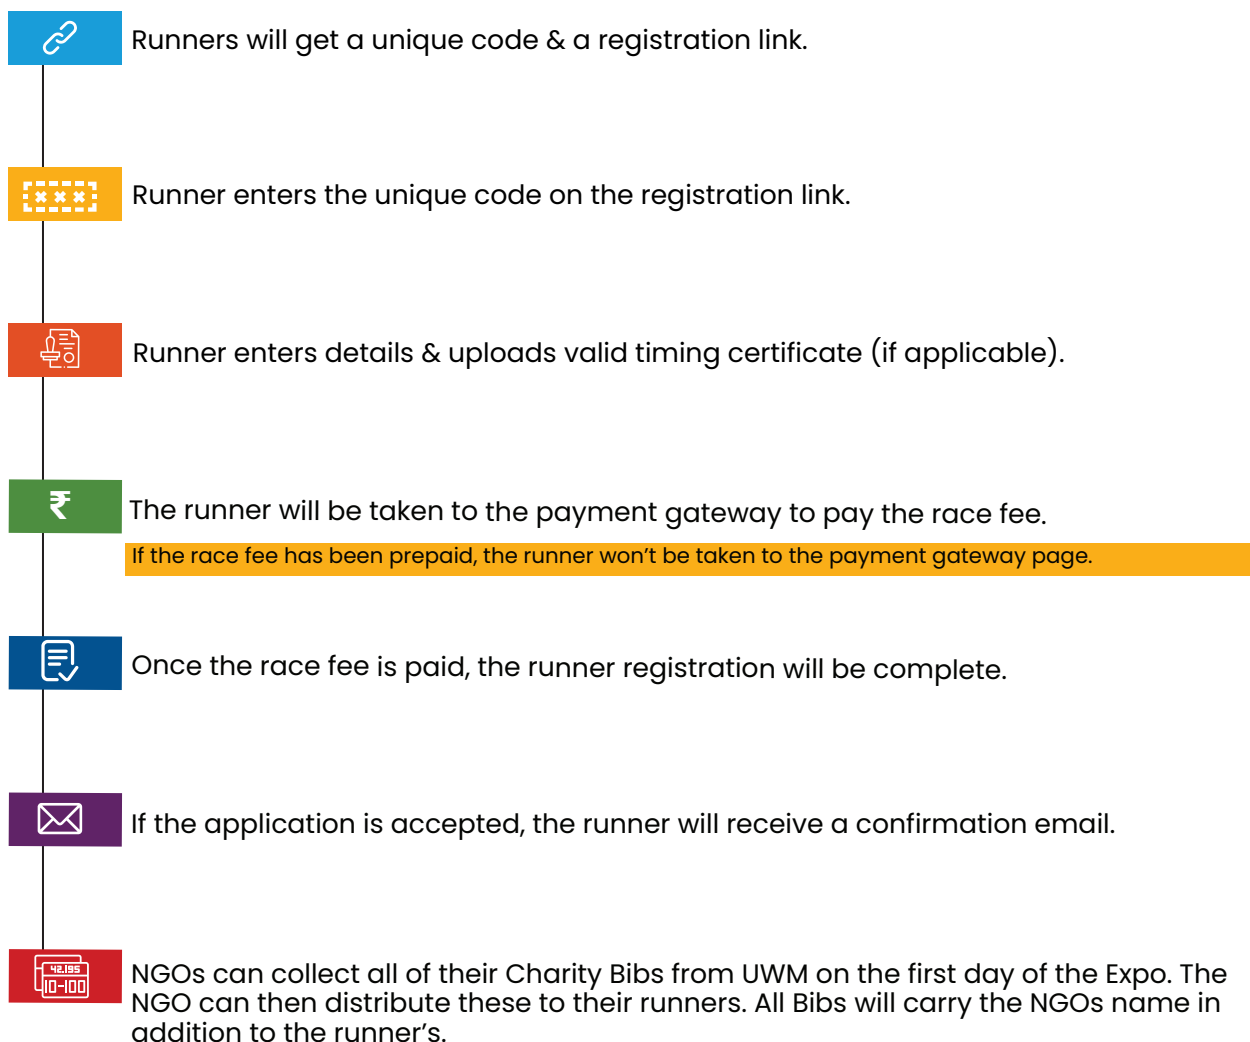 Runners will get a unique code & a registration link.
Runner enters the unique code on the registration link.
Runner enters details & uploads valid timing certificate (if applicable).
₹
The runner will be taken to the payment gateway to pay the race fee.
If the race fee has been prepaid, the runner won't be taken to the payment gateway page.
Once the race fee is paid, the runner registration will be complete.
If the application is accepted, the runner will receive a confirmation email.
42.195
10-100
NGOs can collect all of their Charity Bibs from UWM on the first day of the Expo. The
NGO can then distribute these to their runners. All Bibs will carry the NGOs name in
addition to the runner's.